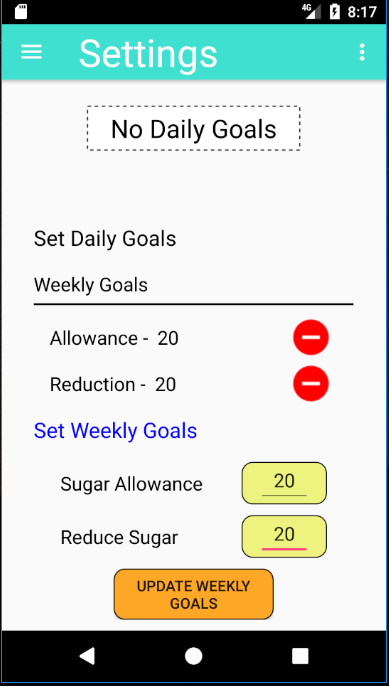 4G 8:17
Settings
No Daily Goals
Set Daily Goals
Weekly Goals
Allowance - 20
Reduction - 20
Set Weekly Goals
Sugar Allowance 20
Reduce Sugar 20
UPDATE WEEKLY
GOALS